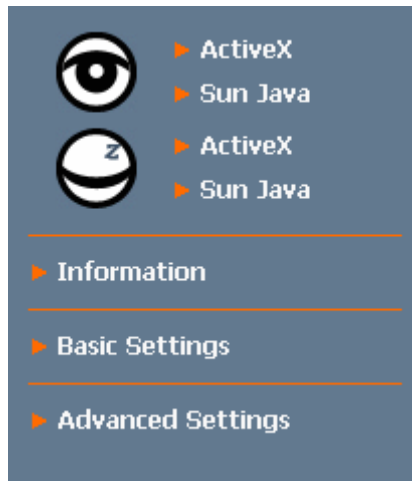 ActiveX
Sun Java
z
ActiveX
Sun Java
Information
Basic Settings
Advanced Settings